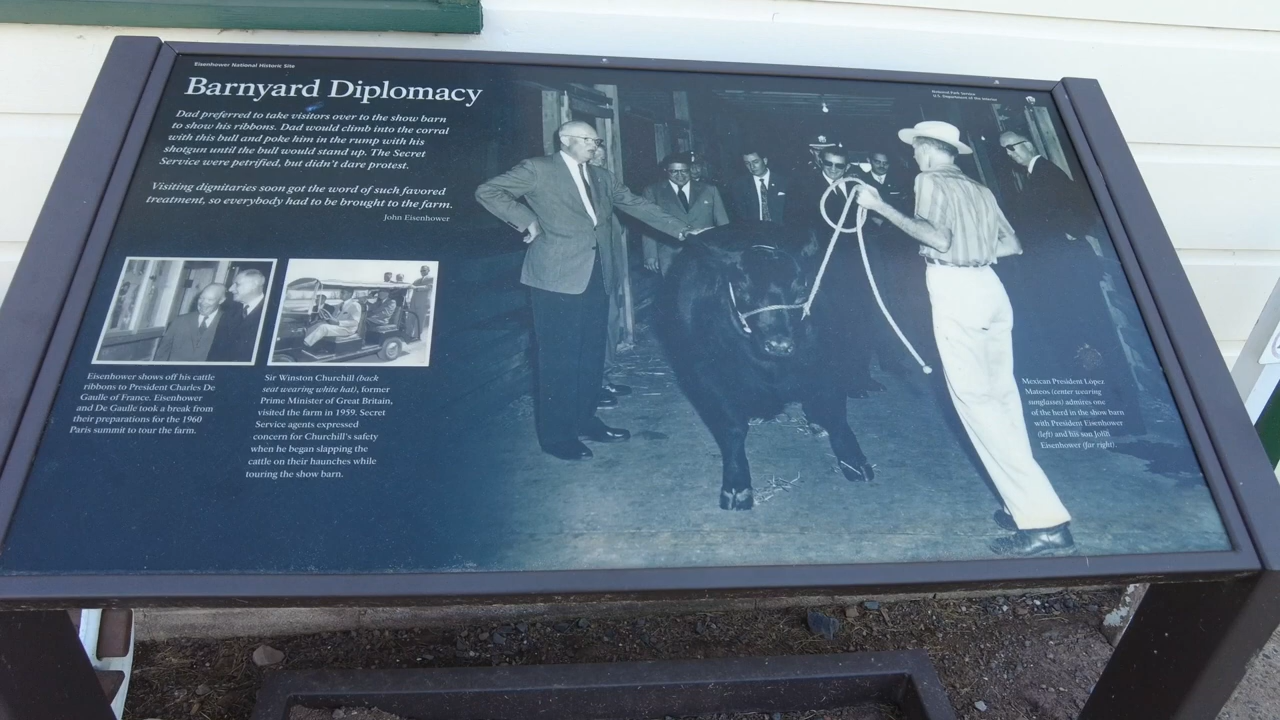 Eisenhower National Historic Site
Barnyard Diplomacy
National Park Service
U.S. Department of the Interior
Dad preferred to take visitors over to the show barn
to show his ribbons. Dad would climb into the corral
with this bull and poke him in the rump with his
shotgun until the bull would stand up. The Secret
Service were petrified, but didn't dare protest.
Visiting dignitaries soon got the word of such favored
treatment, so everybody had to be brought to the farm.
John Eisenhower
Eisenhower shows off his cattle
ribbons to President Charles De
Gaulle of France. Eisenhower
and De Gaulle took a break from
their preparations for the 1960
Paris summit to tour the farm.
Sir Winston Churchill (back
seat wearing white hat), former
Prime Minister of Great Britain,
visited the farm in 1959. Secret
Service agents expressed
concern for Churchill's safety
when he began slapping the
cattle on their haunches while
touring the show barn.
Mexican President López
Mateos (center wearing
sunglasses) admires one
of the herd in the show barn
with President Eisenhower
(left) and his son John
Eisenhower (far right).